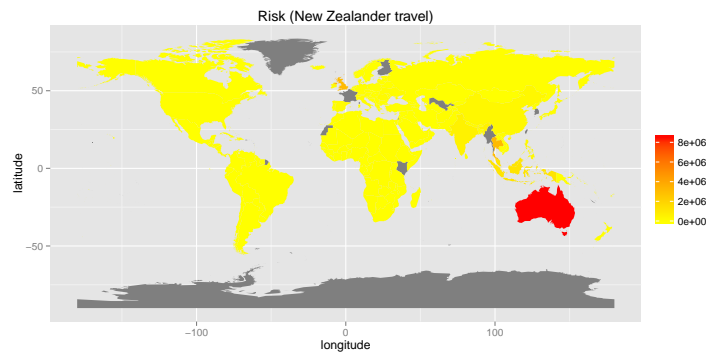 Risk (New Zealander travel)
latitude
50
0
−50
−100
0
100
longitude
8e+06
6e+06
4e+06
2e+06
0e+00